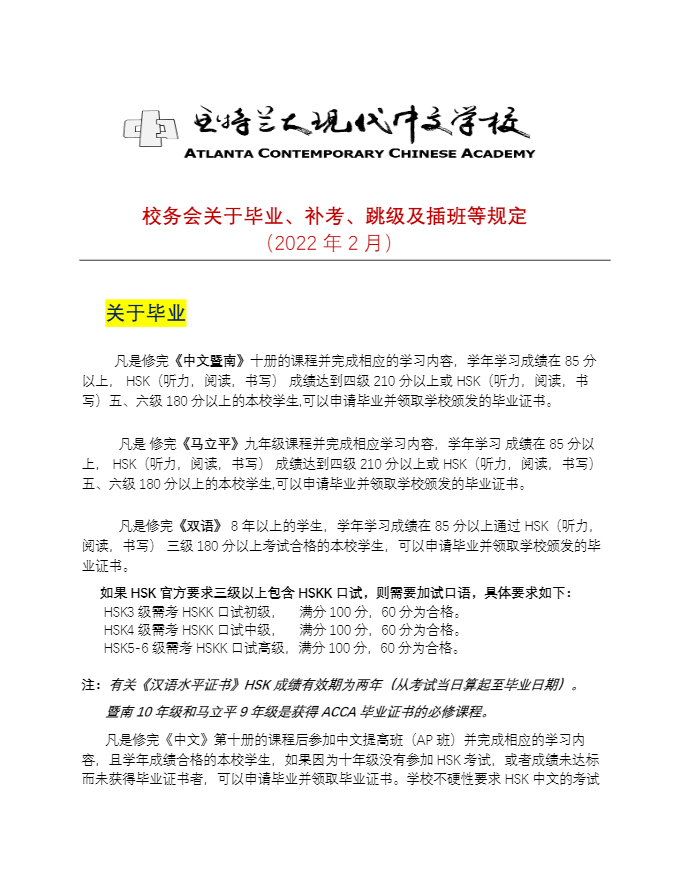 亚特兰大现代中文学校
ATLANTA CONTEMPORARY CHINESE ACADEMY
校务会关于毕业、补考、跳级及插班等规定
（2022 年 2 月）
关于毕业
凡是修完《中文暨南》十册的课程并完成相应的学习内容，学年学习成绩在 85 分
以上， HSK（听力，阅读，书写） 成绩达到四级 210 分以上或 HSK（听力，阅读，书
写）五、六级 180 分以上的本校学生,可以申请毕业并领取学校颁发的毕业证书。
凡是 修完《马立平》九年级课程并完成相应学习内容，学年学习 成绩在 85 分以
上， HSK（听力，阅读，书写） 成绩达到四级 210 分以上或 HSK（听力，阅读，书写）
五、六级 180 分以上的本校学生,可以申请毕业并领取学校颁发的毕业证书。
凡是修完《双语》 8 年以上的学生，学年学习成绩在 85 分以上通过 HSK（听力，
阅读，书写） 三级 180 分以上考试合格的本校学生，可以申请毕业并领取学校颁发的毕
业证书。
如果 HSK 官方要求三级以上包含 HSKK 口试，则需要加试口语，具体要求如下：
HSK3 级需考 HSKK 口试初级， 满分 100 分，60 分为合格。
HSK4 级需考 HSKK 口试中级， 满分 100 分，60 分为合格。
HSK5-6 级需考 HSKK 口试高级，满分 100 分，60 分为合格。
注：有关《汉语水平证书》HSK 成绩有效期为两年（从考试当日算起至毕业日期）。
暨南 10 年级和马立平 9 年级是获得 ACCA 毕业证书的必修课程。
凡是修完《中文》第十册的课程后参加中文提高班（AP 班）并完成相应的学习内
容，且学年成绩合格的本校学生，如果因为十年级没有参加 HSK 考试，或者成绩未达标
而未获得毕业证书者，可以申请毕业并领取毕业证书。学校不硬性要求 HSK 中文的考试